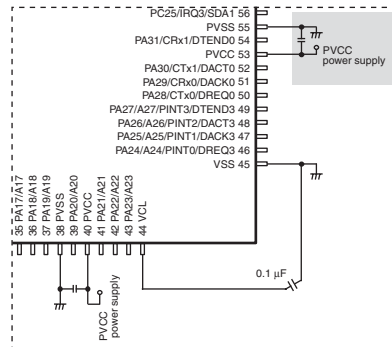 PC25/IRQ3/SDA1 56
PVSS 55
PA31/CRx1/DTEND0 54
PVCC 53
PA30/CTx1/DACT0 52
PA29/CRx0/DACK0 51
PA28/CTx0/DREQ0 50
PA27/A27/PINT3/DTEND3 49
PA26/A26/PINT2/DACT3 48
PA25/A25/PINT1/DACK3 47
PA24/A24/PINT0/DREQ3 46
VSS 45
PVCC
power supply
35 PA17/A17
36 PA18/A18
37 PA19/A19
38 PVSS
39 PA20/A20
40 PVCC
41 PA21/A21
42 PA22/A22
43 PA23/A23
44 VCL
0.1 μF
PVCC
power supply